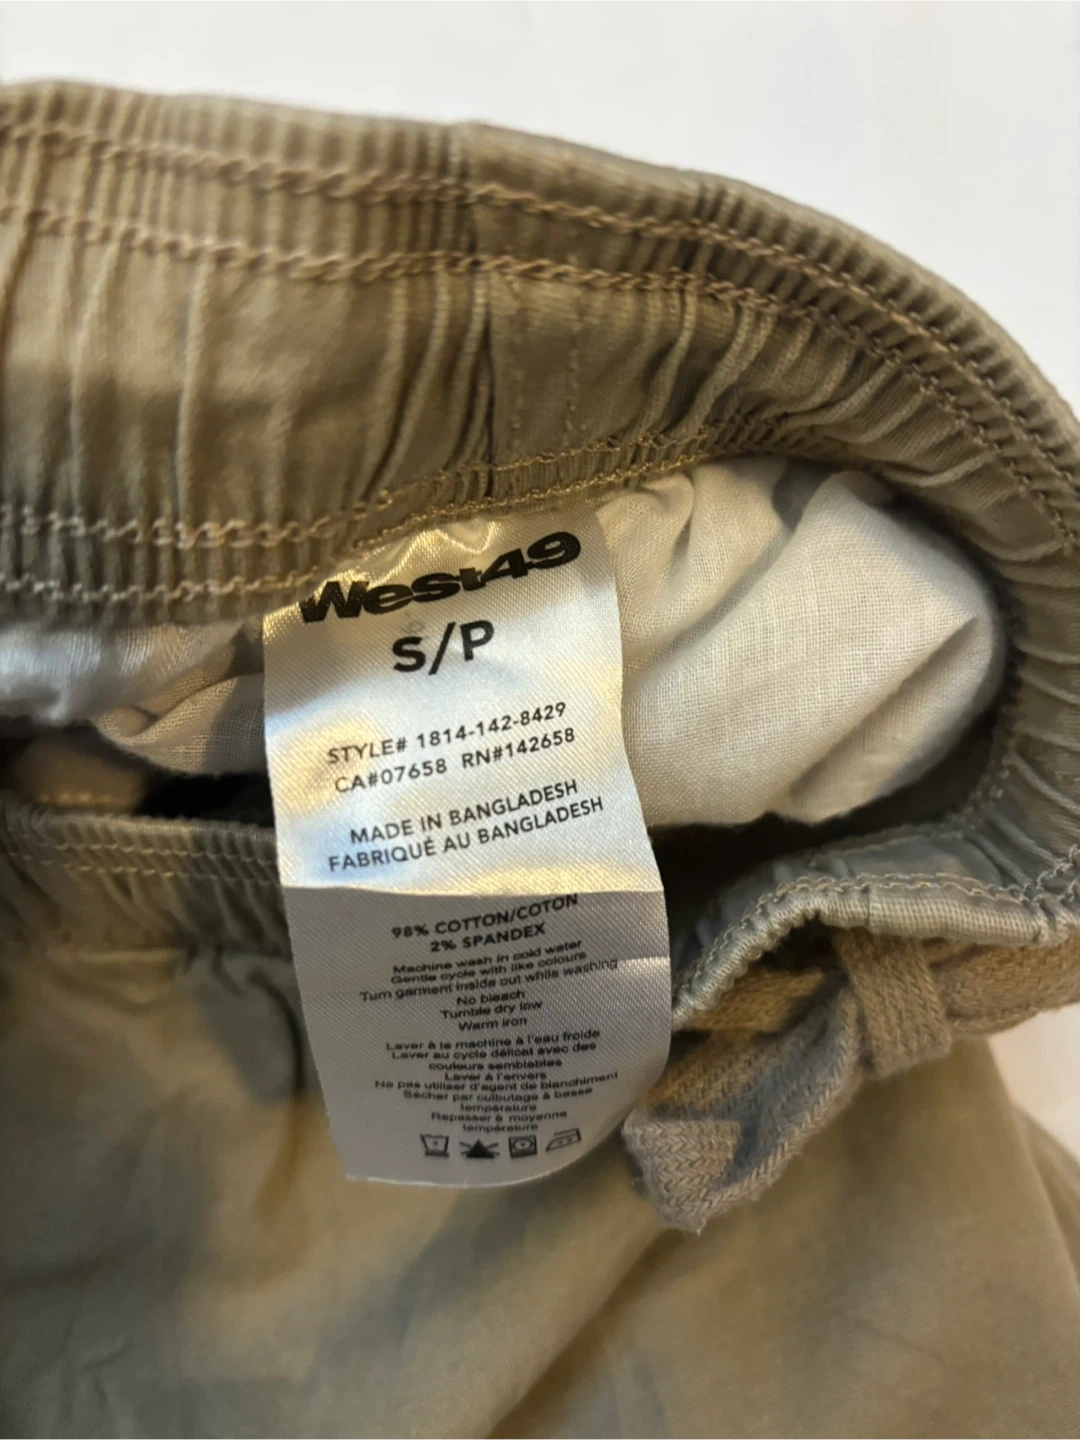 West49
S/P
STYLE# 1814-142-8429
CA#07658 RN#142658
MADE IN BANGLADESH
FABRIQUÉ AU BANGLADESH
98% COTTON/COTON
2% SPANDEX
Machine wash in cold water
Gentle cycle with like colours
Turn garment inside out while washing
No bleach
Tumble dry low
Warm iron
Laver à la machine à l'eau froide
Laver au cycle délicat avec des
couleurs semblables
Laver à l'envers
Ne pas utiliser d'agent de blanchiment
Sécher par culbutage à basse
température
Repasser à moyenne
température